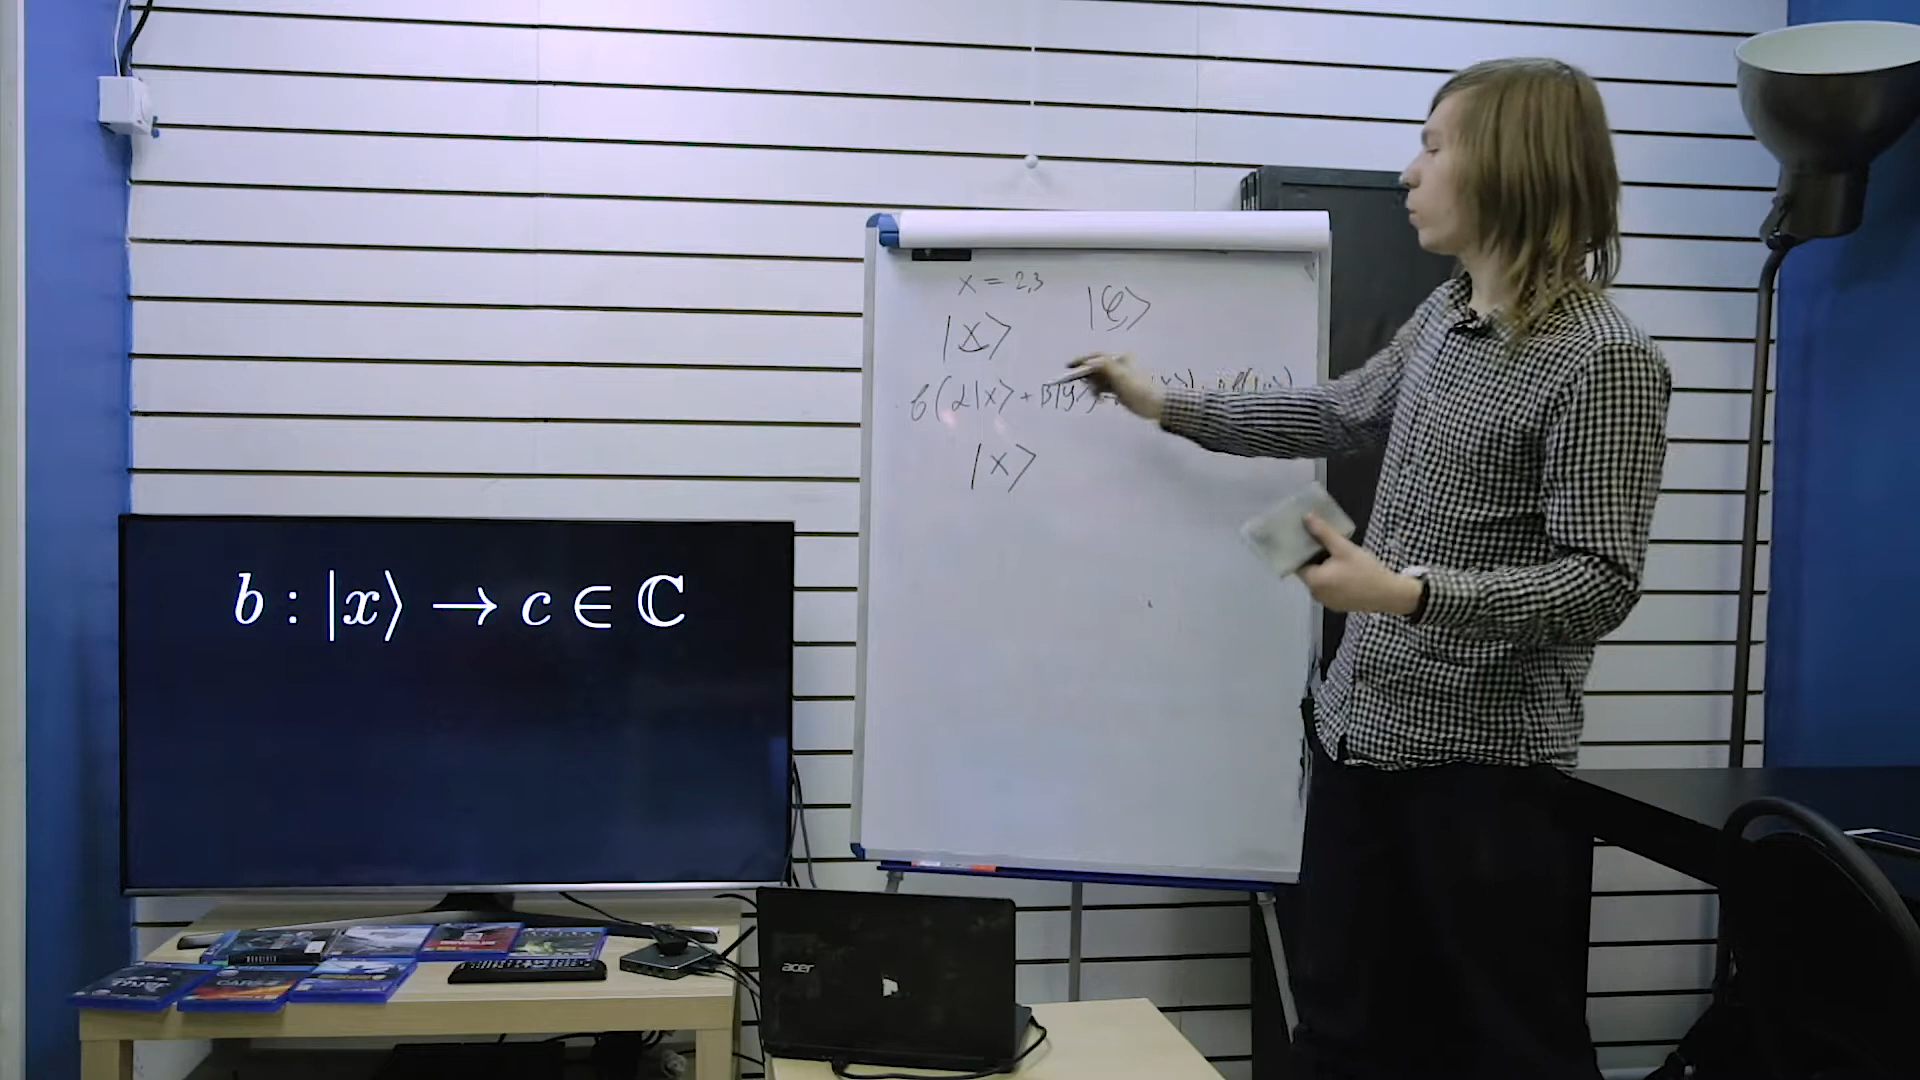 b : |x⟩ → c ∈ ℂ
x = 2,3
|x⟩ |φ⟩
b(α|x⟩ + β|y⟩
|x⟩
acer